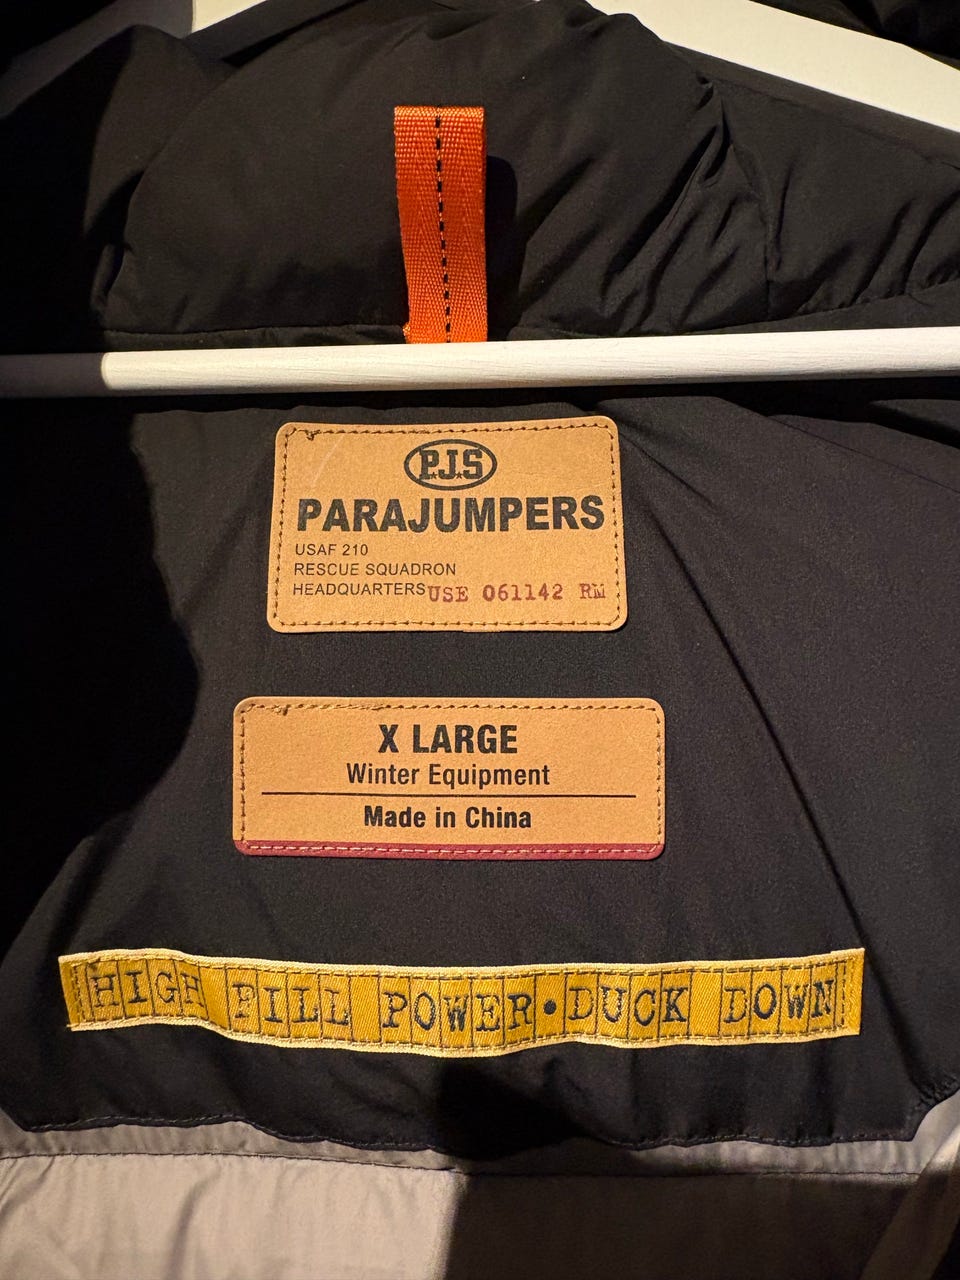 P.J.S
PARAJUMPERS
USAF 210
RESCUE SQUADRON
HEADQUARTERS USE 061142 RM
X LARGE
Winter Equipment
Made in China
HIGH FILL POWER•DUCK DOWN